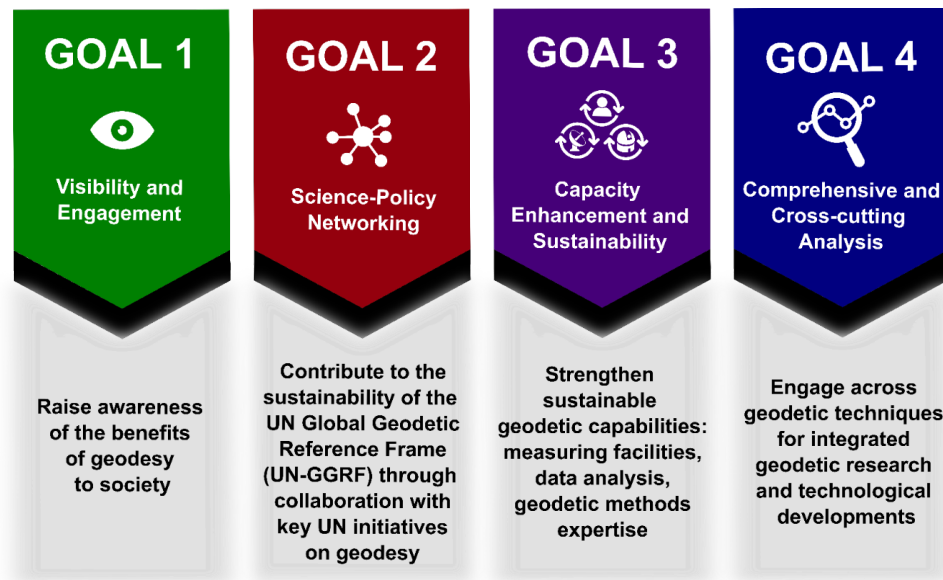 GOAL 1
Visibility and
Engagement
Raise awareness
of the benefits
of geodesy
to society
GOAL 2
Science-Policy
Networking
Contribute to the
sustainability of the
UN Global Geodetic
Reference Frame
(UN-GGRF) through
collaboration with
key UN initiatives
on geodesy
GOAL 3
Capacity
Enhancement and
Sustainability
Strengthen
sustainable
geodetic capabilities:
measuring facilities,
data analysis,
geodetic methods
expertise
GOAL 4
Comprehensive and
Cross-cutting
Analysis
Engage across
geodetic techniques
for integrated
geodetic research
and technological
developments